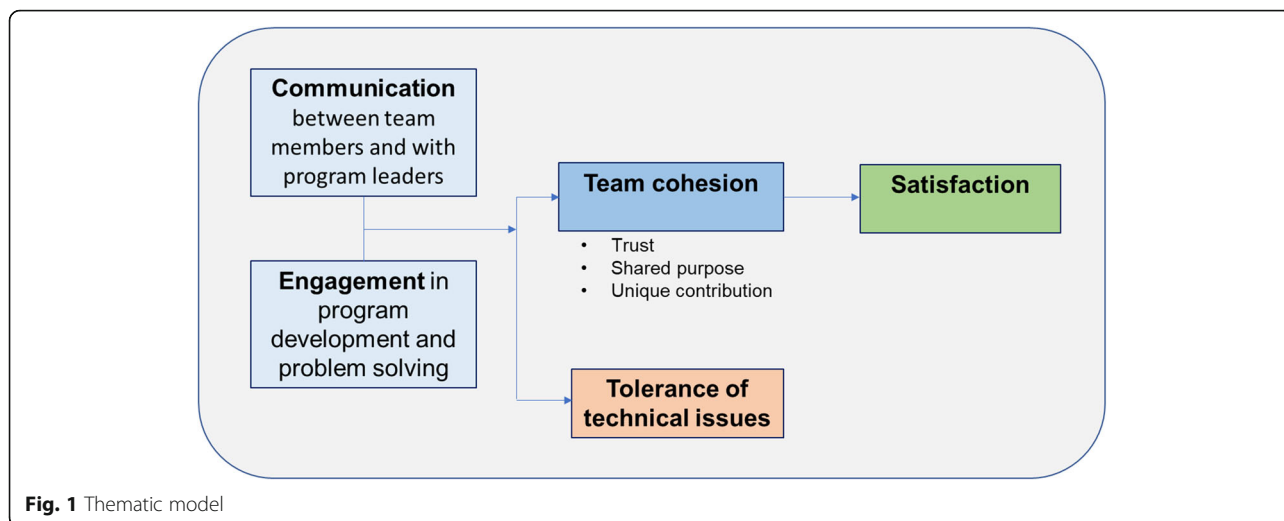 Communication
between team
members and with
program leaders
Engagement in
program
development and
problem solving
Team cohesion
• Trust
• Shared purpose
• Unique contribution
Tolerance of
technical issues
Satisfaction
Fig. 1 Thematic model